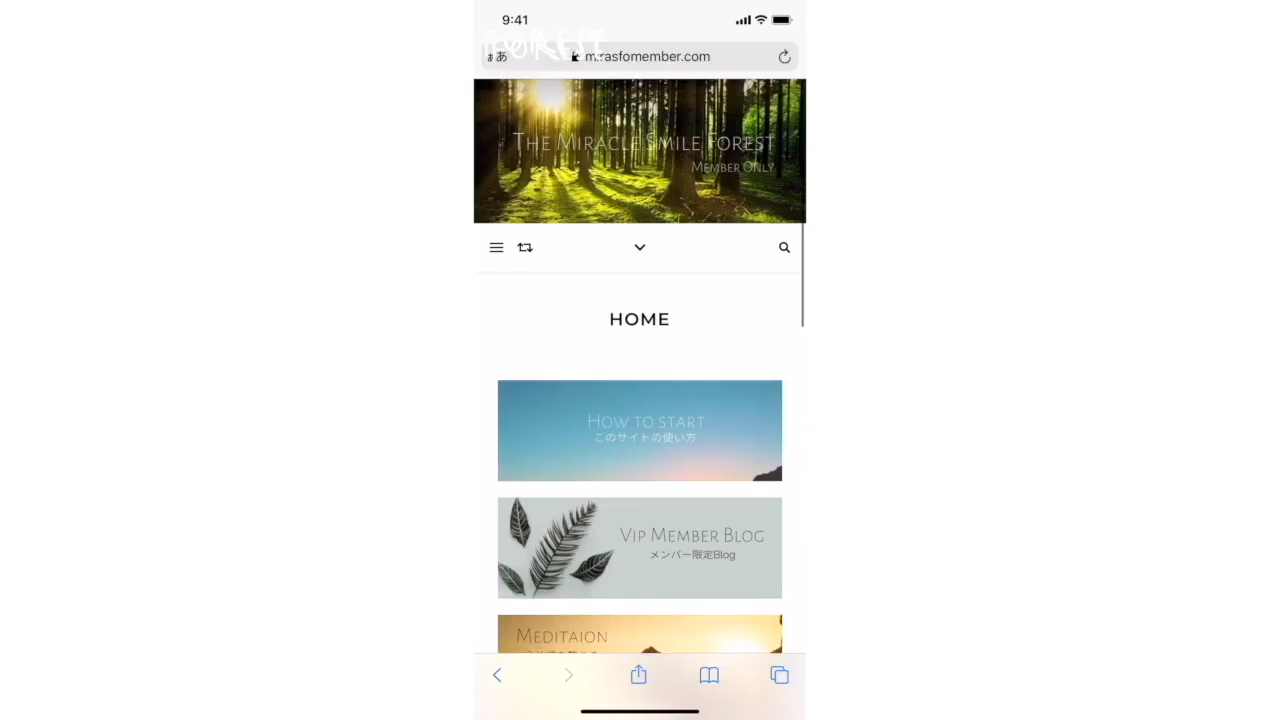 9:41
FOREST
ぁあ
mirasfomember.com
The Miracle Smile Forest
Member Only
HOME
How to start
このサイトの使い方
Vip Member Blog
メンバー限定Blog
Meditaion